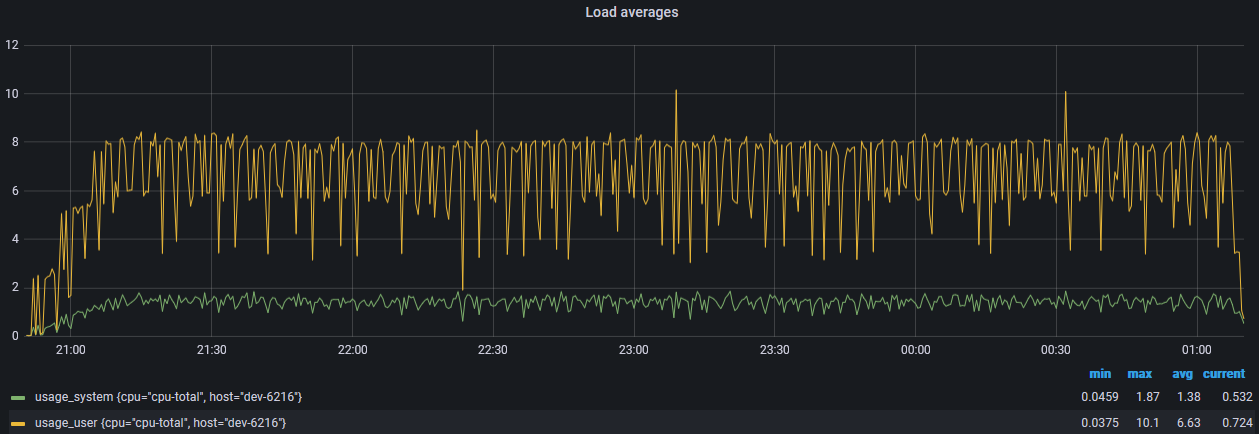 Load averages
12
10
8
6
4
2
0
21:00 21:30 22:00 22:30 23:00 23:30 00:00 00:30 01:00
min max avg current
usage_system {cpu="cpu-total", host="dev-6216"} 0.0459 1.87 1.38 0.532
usage_user {cpu="cpu-total", host="dev-6216"} 0.0375 10.1 6.63 0.724